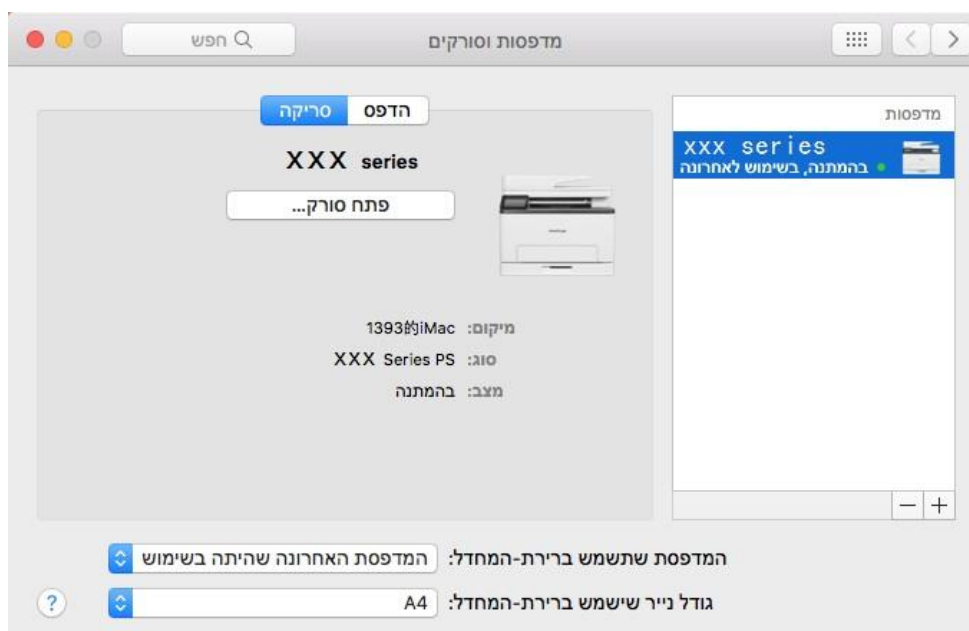 מדפסות וסורקים
חפש
מדפסות
xxx series
בהמתנה, בשימוש לאחרונה
הדפס
סריקה
XXX series
פתח סורק...
מיקום: 1393的iMac
סוג: XXX Series PS
מצב: בהמתנה
המדפסת שתשמש ברירת-המחדל: המדפסת האחרונה שהיתה בשימוש
גודל נייר שישמש ברירת-המחדל: A4